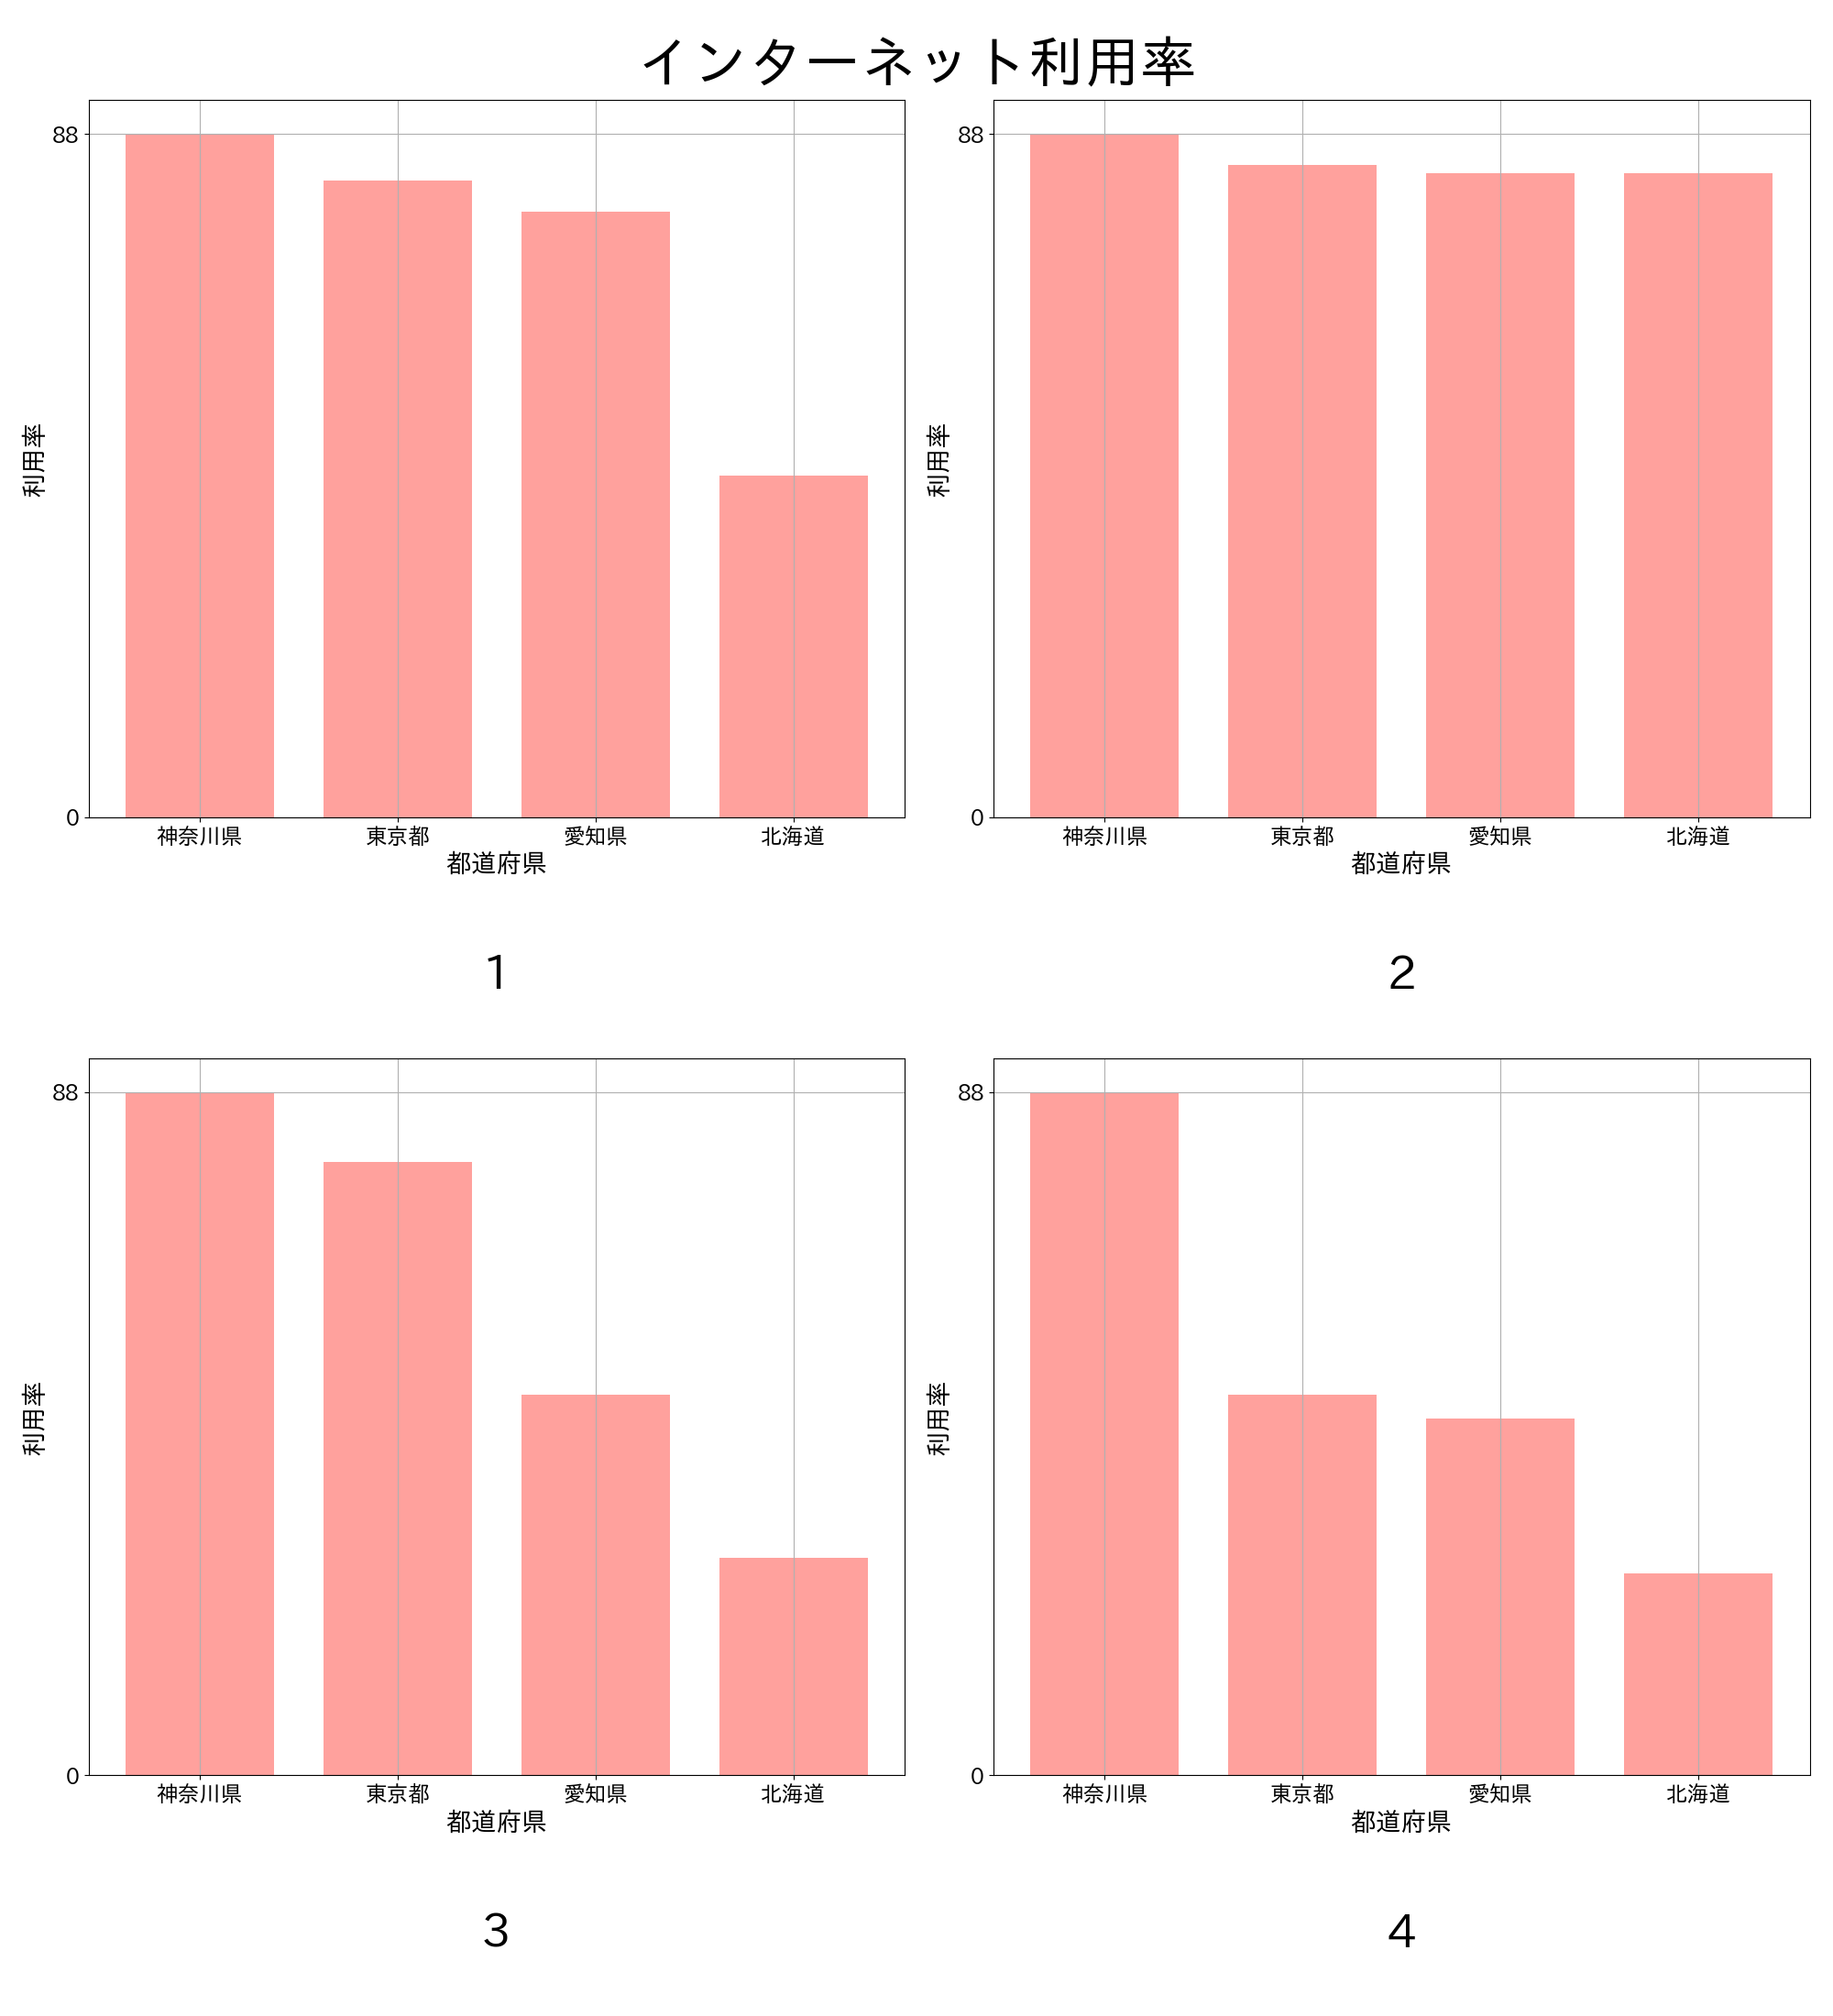 インターネット利用率
88
利用率
0
神奈川県 東京都 愛知県 北海道
都道府県
1
88
利用率
0
神奈川県 東京都 愛知県 北海道
都道府県
2
88
利用率
0
神奈川県 東京都 愛知県 北海道
都道府県
3
88
利用率
0
神奈川県 東京都 愛知県 北海道
都道府県
4